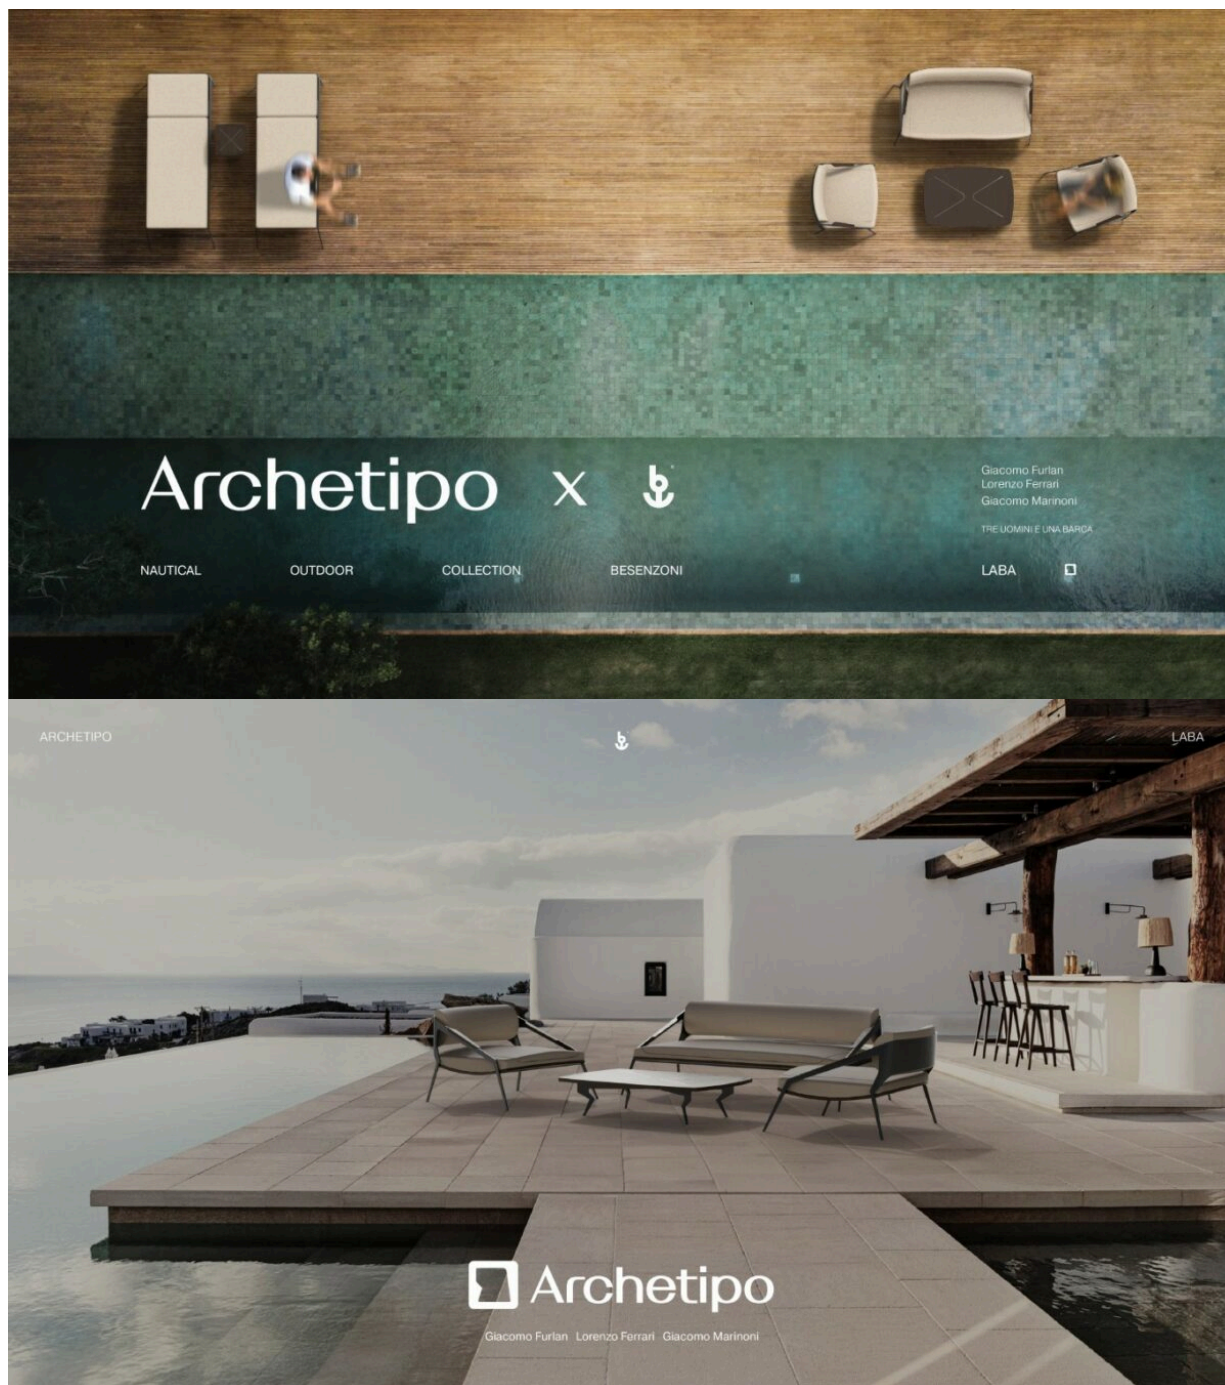 Archetipo X b
Giacomo Furlan
Lorenzo Ferrari
Giacomo Marinoni
TRE UOMINI E UNA BARCA
NAUTICAL OUTDOOR COLLECTION BESENZONI LABA
ARCHETIPO b LABA
Archetipo
Giacomo Furlan Lorenzo Ferrari Giacomo Marinoni